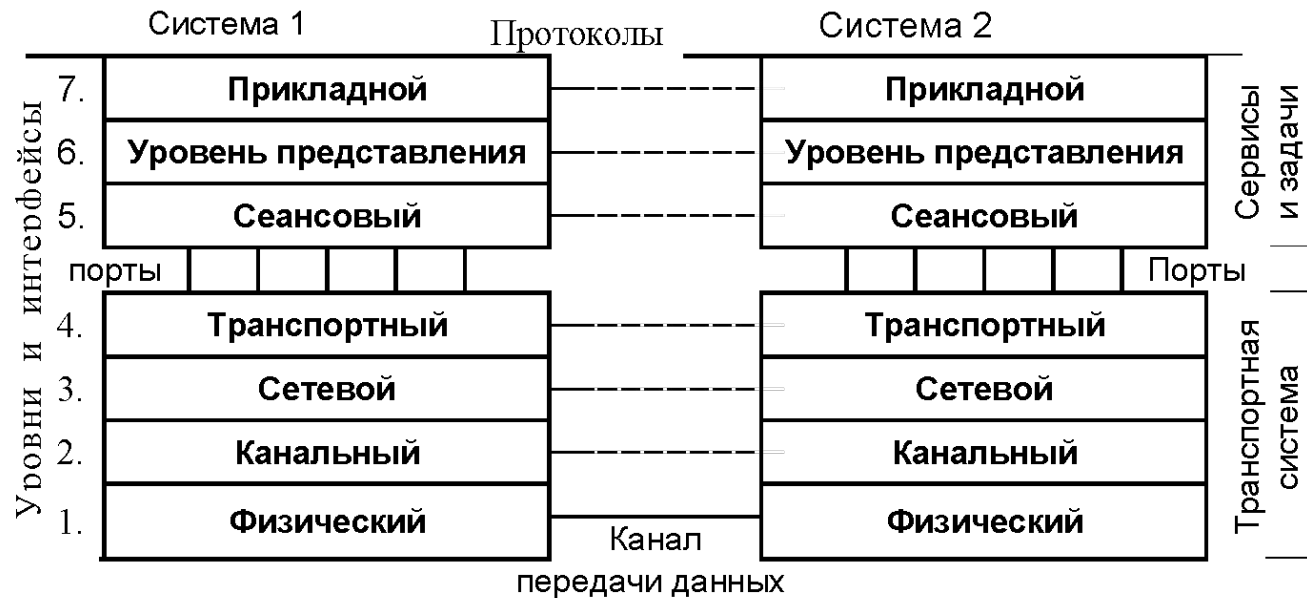 Система 1
Протоколы
Система 2
Уровни и интерфейсы
7.
Прикладной
Прикладной
6.
Уровень представления
Уровень представления
5.
Сеансовый
Сеансовый
Сервисы
и задачи
порты
Порты
4.
Транспортный
Транспортный
3.
Сетевой
Сетевой
2.
Канальный
Канальный
1.
Физический
Физический
Транспортная
система
Канал
передачи данных